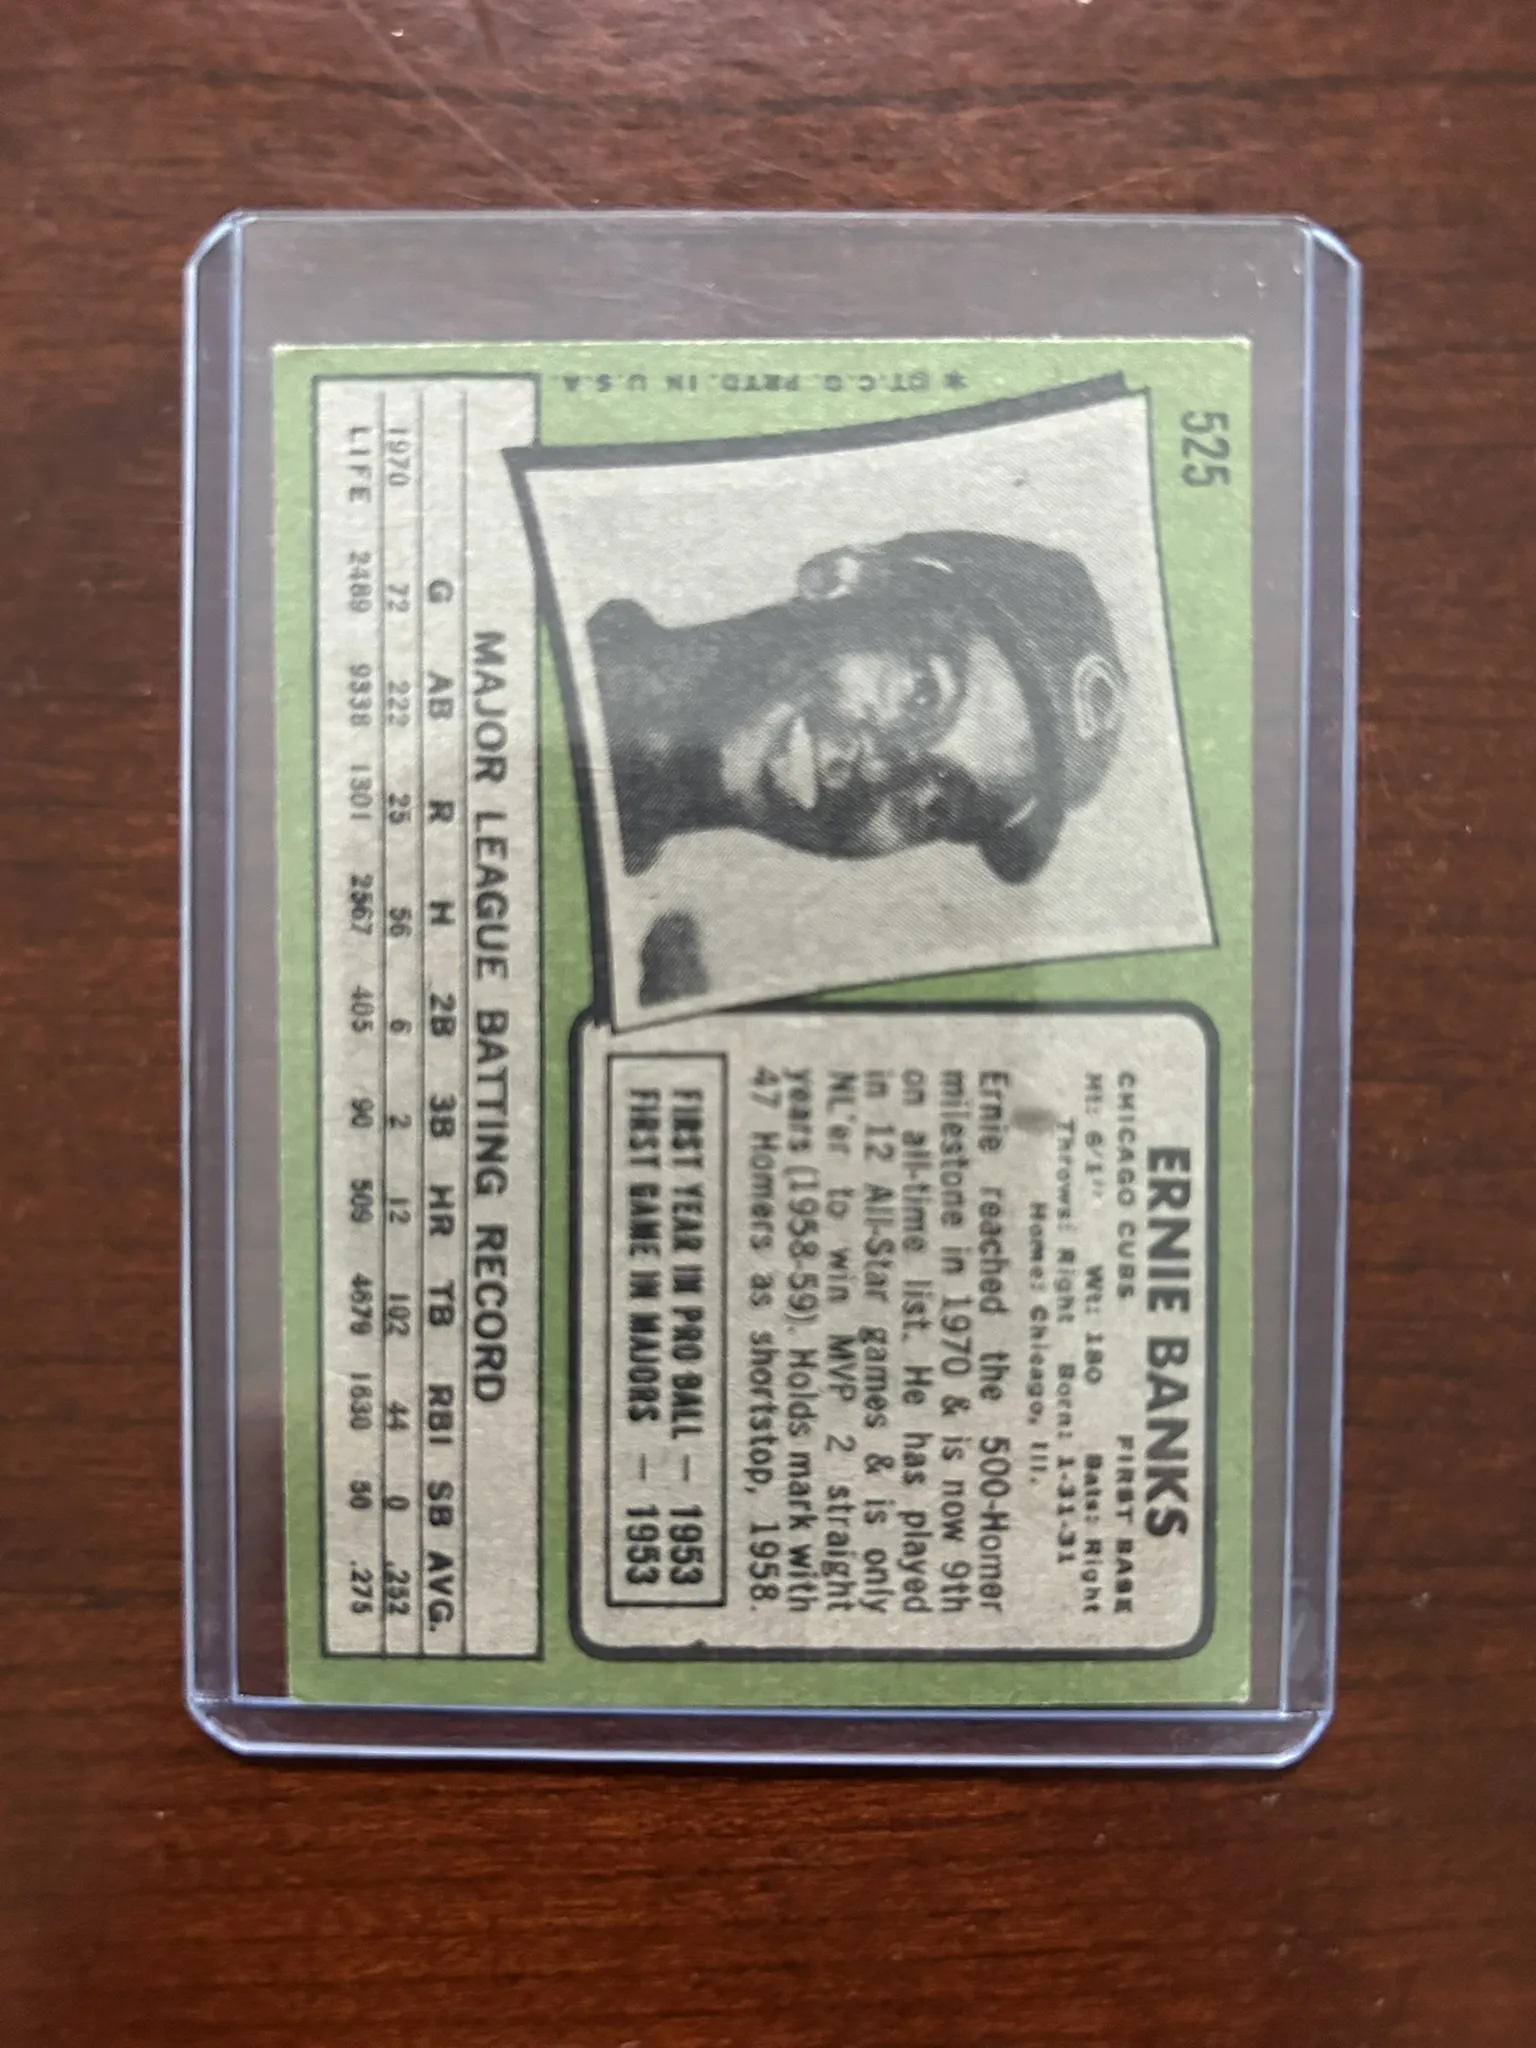 525
ERNIE BANKS
CHICAGO CUBS FIRST BASE
Ht: 6/1" Wt: 180 Bats: Right
Throws: Right Born: 1-31-31
Home: Chicago, Ill.
Ernie reached the 500-Homer
milestone in 1970 & is now 9th
on all-time list. He has played
in 12 All-Star games & is only
NL'er to win MVP 2 straight
years (1958-59). Holds mark with
47 Homers as shortstop, 1958.
FIRST YEAR IN PRO BALL — 1953
FIRST GAME IN MAJORS — 1953
* ©T.C.G. PRTD. IN U.S.A.
MAJOR LEAGUE BATTING RECORD
G AB R H 2B 3B HR TB RBI SB AVG.
1970 72 222 25 56 6 2 12 102 44 0 .252
LIFE 2489 9338 1301 2567 405 90 509 4679 1630 50 .275
C